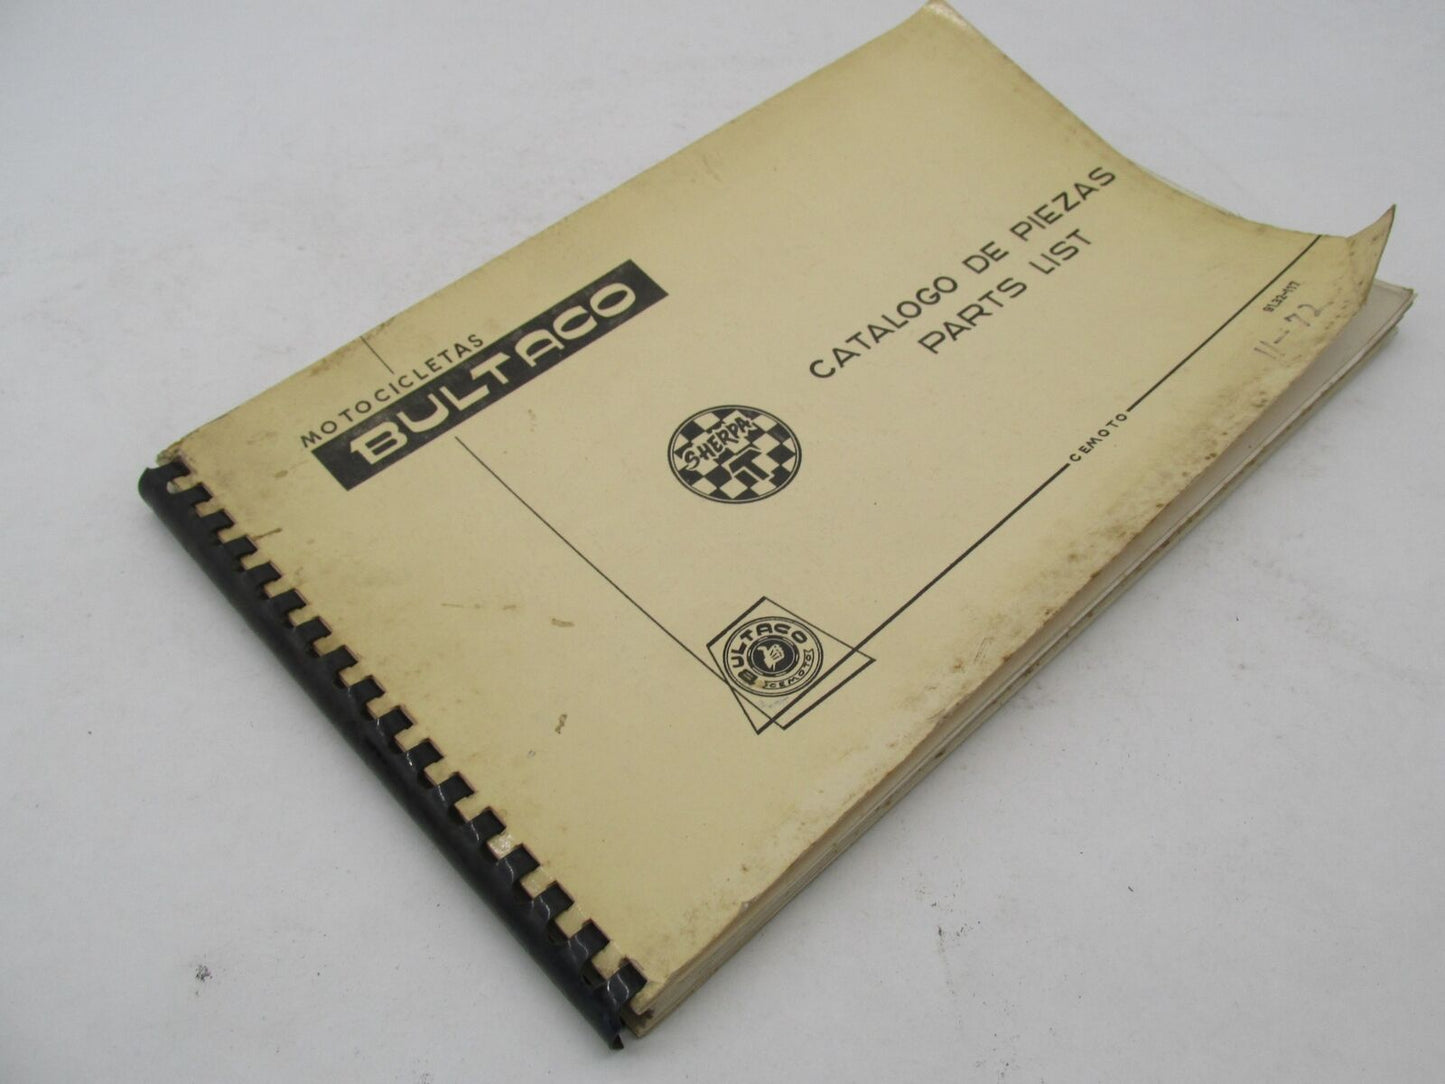 MOTOCICLETAS
BULTACO
SHERPA
T
CATALOGO DE PIEZAS
PARTS LIST
BULTACO
CEMOTO
CEMOTO
11-72